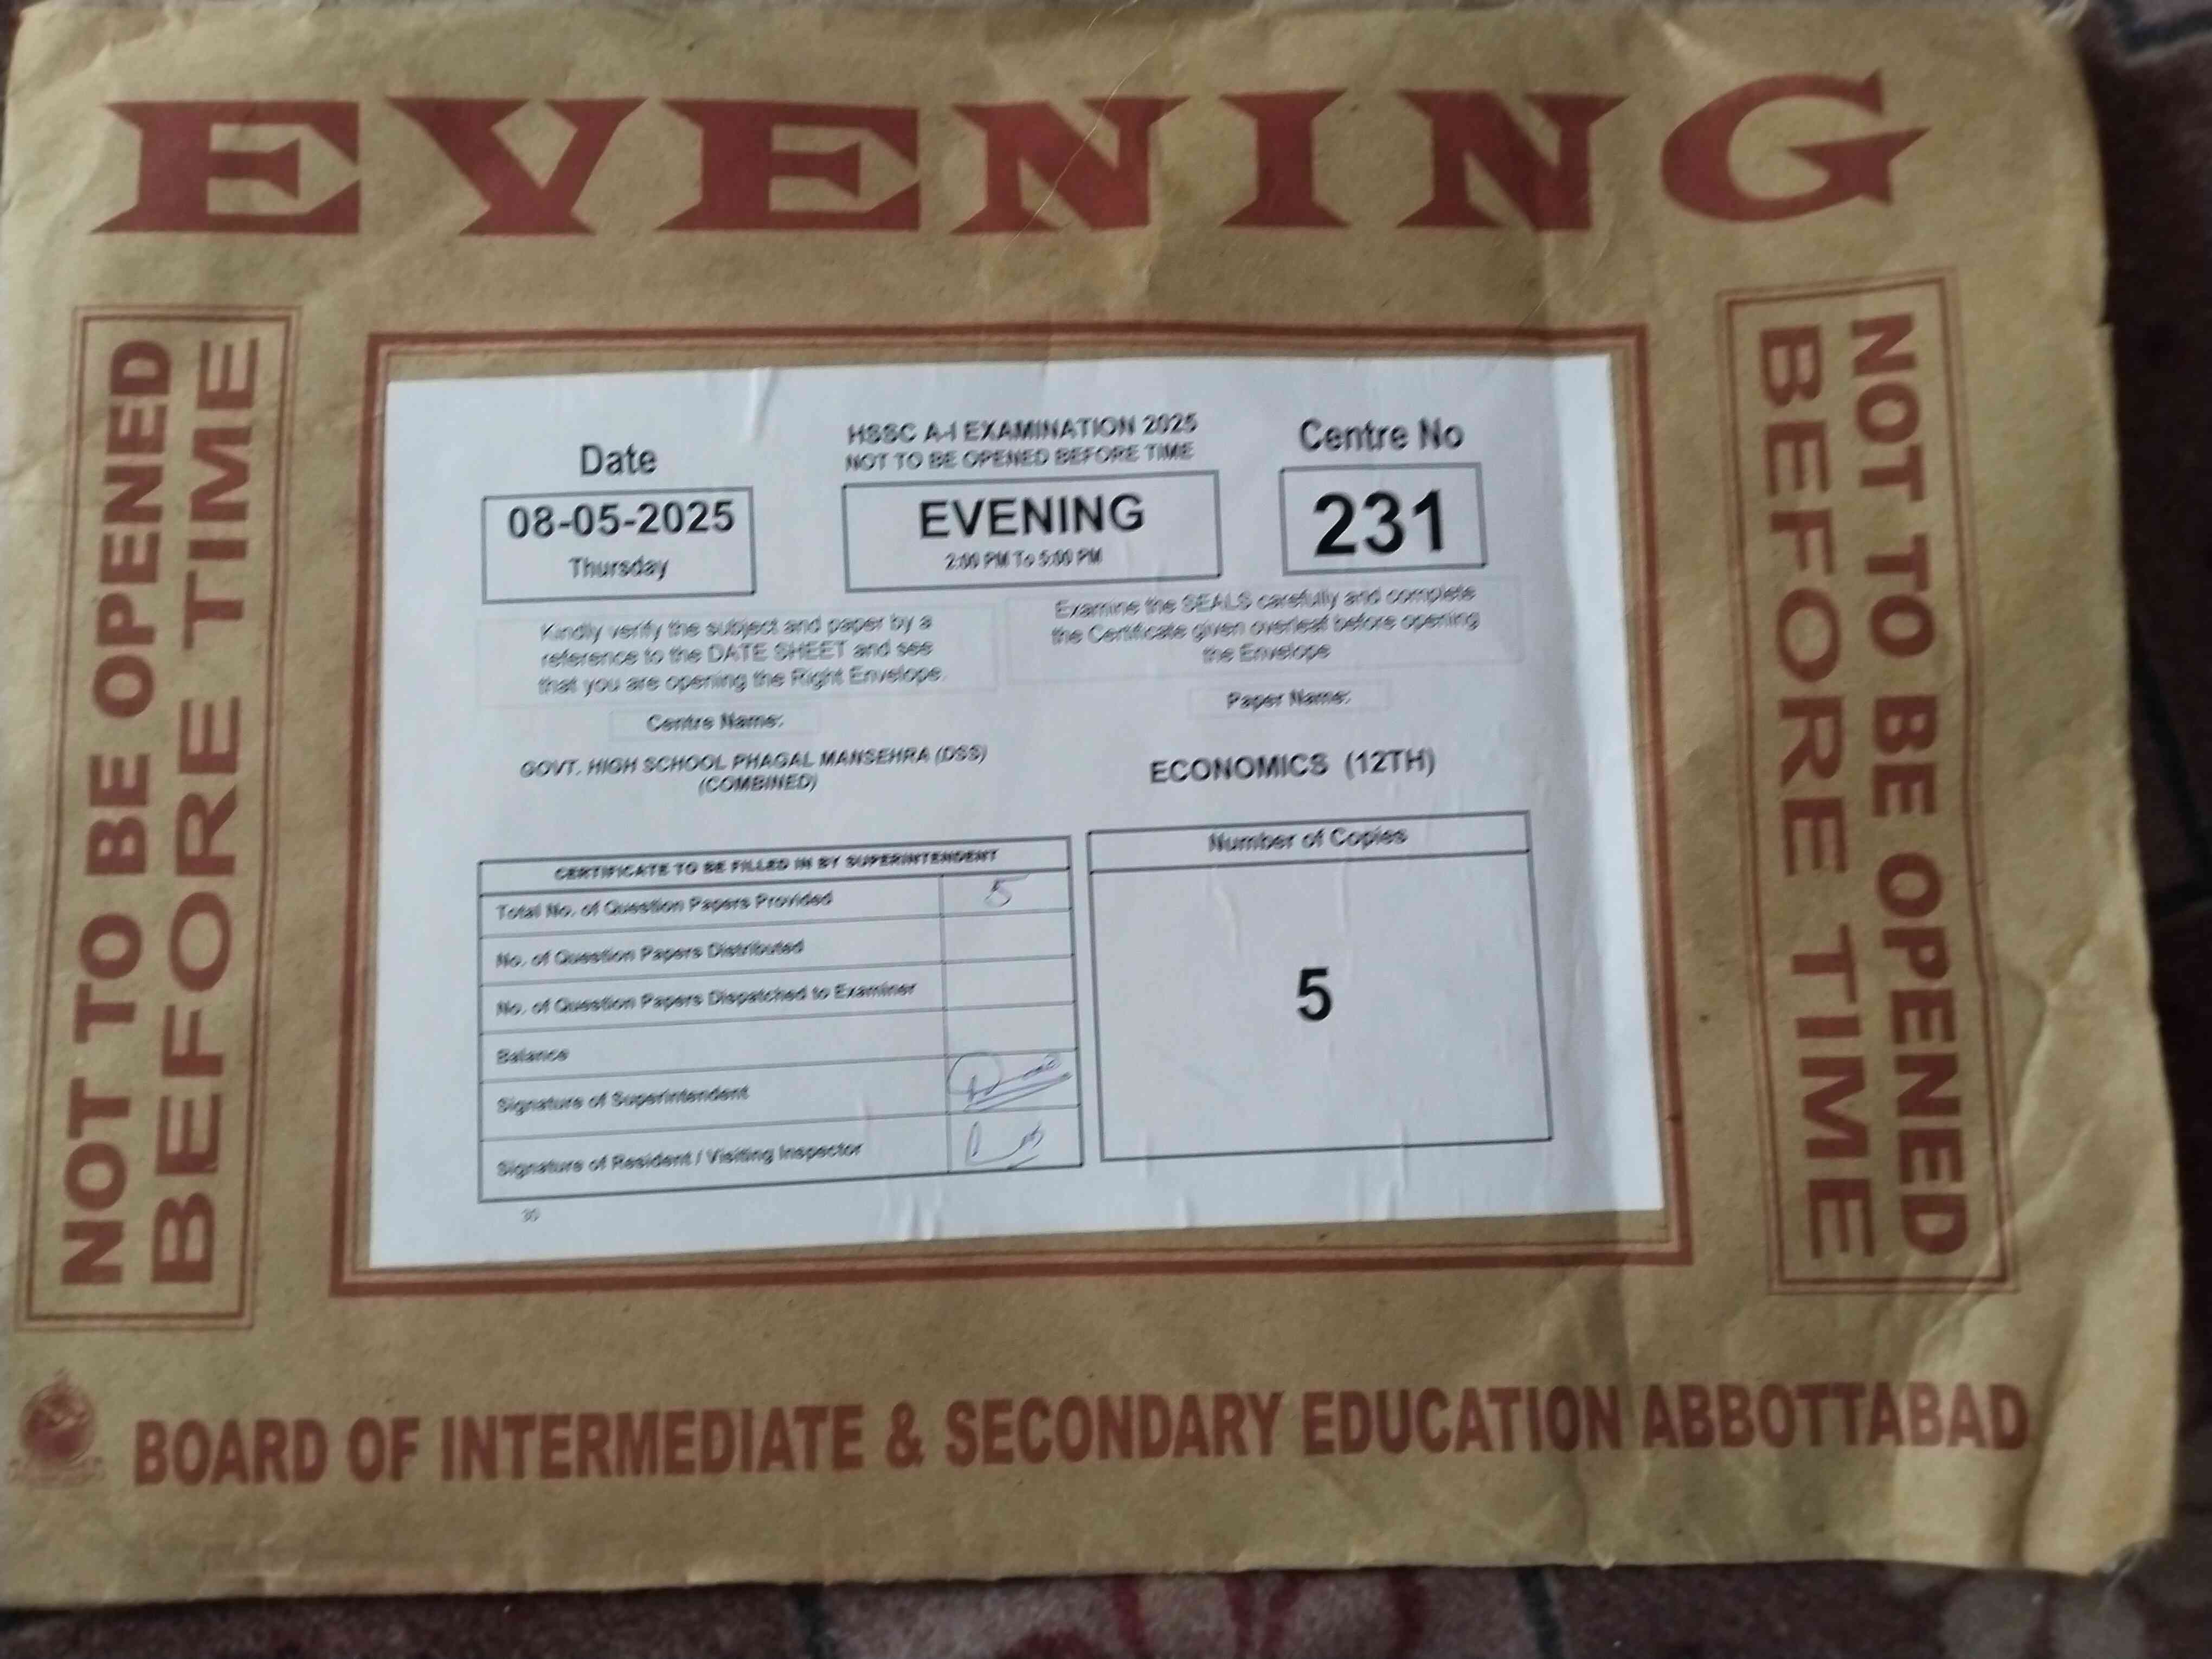 EVENING
NOT TO BE OPENED
BEFORE TIME
Date
08-05-2025
Thursday
HSSC A-I EXAMINATION 2025
NOT TO BE OPENED BEFORE TIME
EVENING
2:00 PM To 5:00 PM
Centre No
231
Kindly verify the subject and paper by a
reference to the DATE SHEET and see
that you are opening the Right Envelope.
Examine the SEALS carefully and complete
the Certificate given overleaf before opening
the Envelope
Centre Name:
GOVT. HIGH SCHOOL PHAGAL MANSEHRA (DSS)
(COMBINED)
Paper Name:
ECONOMICS (12TH)
CERTIFICATE TO BE FILLED IN BY SUPERINTENDENT
Total No. of Question Papers Provided 5
No. of Question Papers Distributed
No. of Question Papers Dispatched to Examiner
Balance
Signature of Superintendent
Signature of Resident / Visiting Inspector
30
Number of Copies
5
NOT TO BE OPENED
BEFORE TIME
BOARD OF INTERMEDIATE & SECONDARY EDUCATION ABBOTTABAD